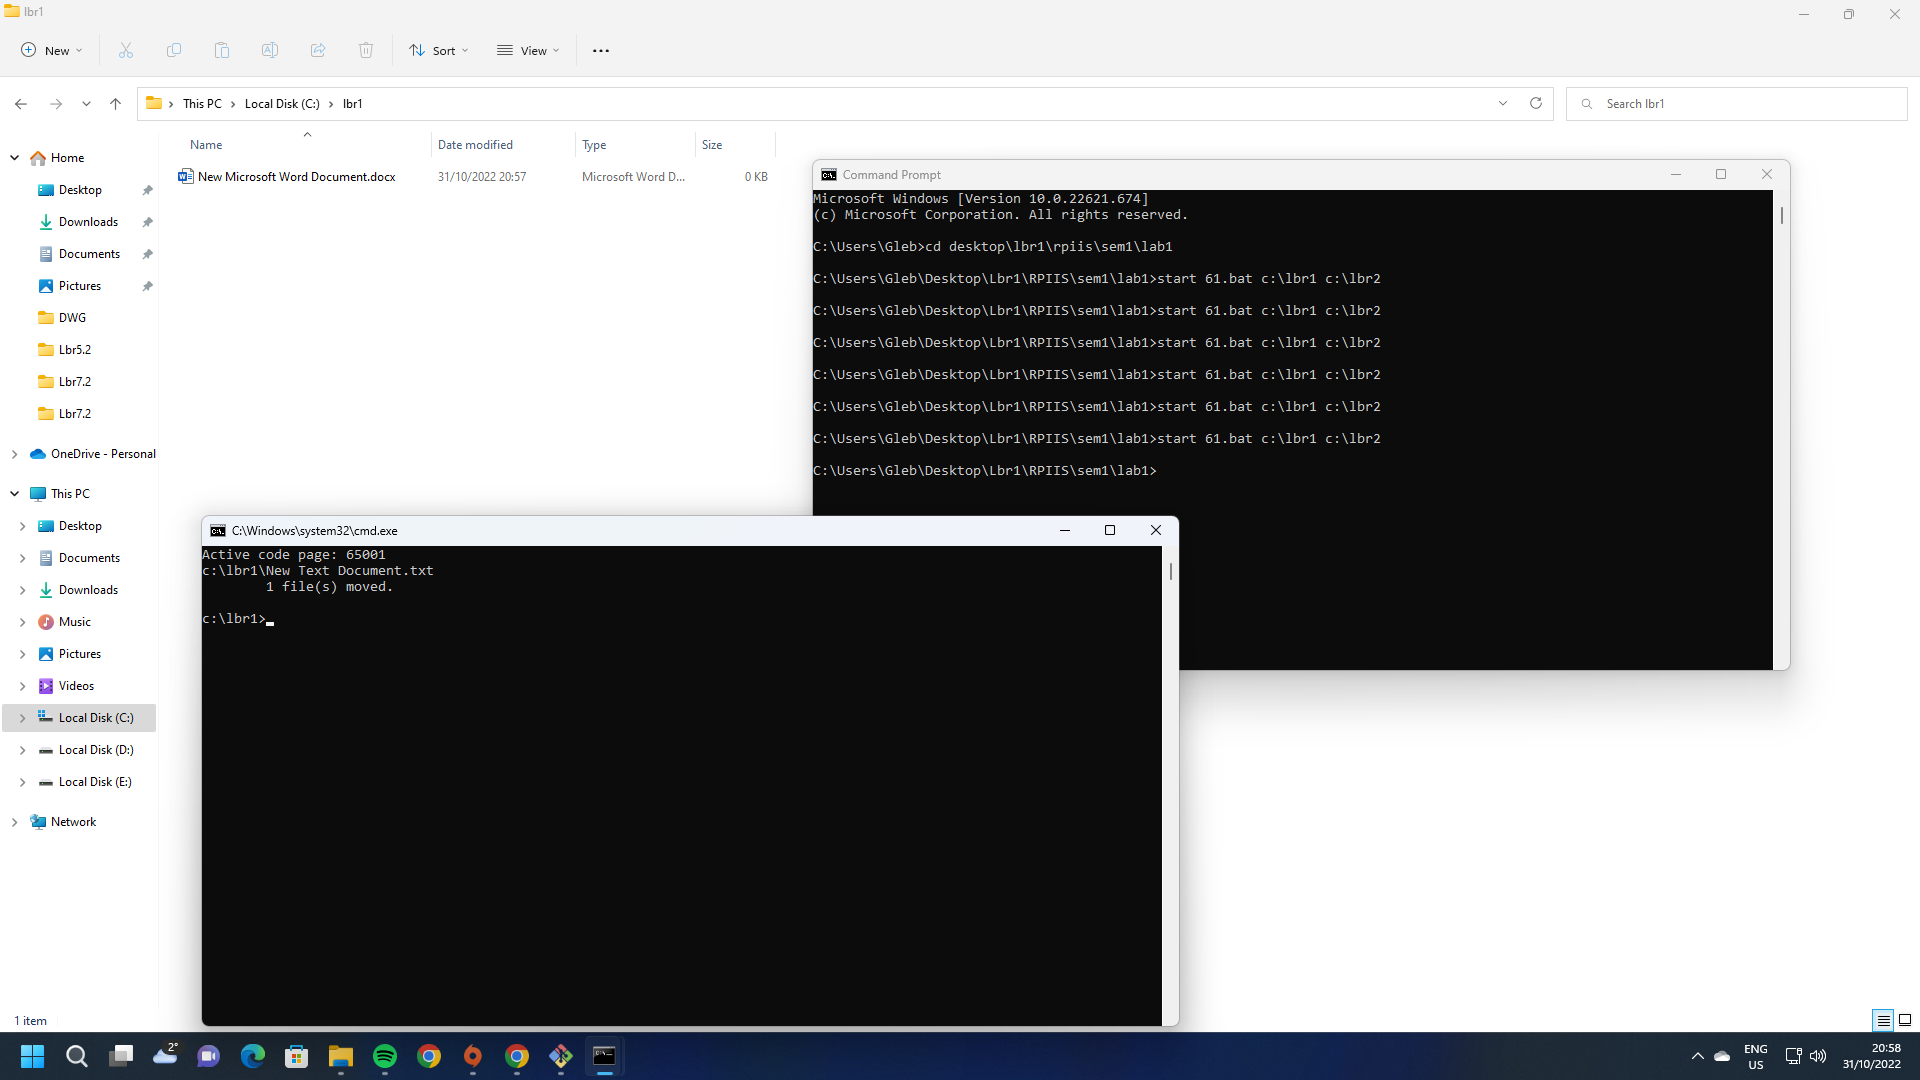 lbr1
New
Sort
View
This PC > Local Disk (C:) > lbr1
Search lbr1
Name
Date modified
Type
Size
New Microsoft Word Document.docx
31/10/2022 20:57
Microsoft Word D...
0 KB
Home
Desktop
Downloads
Documents
Pictures
DWG
Lbr5.2
Lbr7.2
Lbr7.2
OneDrive - Personal
This PC
Desktop
Documents
Downloads
Music
Pictures
Videos
Local Disk (C:)
Local Disk (D:)
Local Disk (E:)
Network
1 item
Command Prompt
Microsoft Windows [Version 10.0.22621.674]
(c) Microsoft Corporation. All rights reserved.
C:\Users\Gleb>cd desktop\lbr1\rpiis\sem1\lab1
C:\Users\Gleb\Desktop\Lbr1\RPIIS\sem1\lab1>start 61.bat c:\lbr1 c:\lbr2
C:\Users\Gleb\Desktop\Lbr1\RPIIS\sem1\lab1>start 61.bat c:\lbr1 c:\lbr2
C:\Users\Gleb\Desktop\Lbr1\RPIIS\sem1\lab1>start 61.bat c:\lbr1 c:\lbr2
C:\Users\Gleb\Desktop\Lbr1\RPIIS\sem1\lab1>start 61.bat c:\lbr1 c:\lbr2
C:\Users\Gleb\Desktop\Lbr1\RPIIS\sem1\lab1>start 61.bat c:\lbr1 c:\lbr2
C:\Users\Gleb\Desktop\Lbr1\RPIIS\sem1\lab1>start 61.bat c:\lbr1 c:\lbr2
C:\Users\Gleb\Desktop\Lbr1\RPIIS\sem1\lab1>
C:\Windows\system32\cmd.exe
Active code page: 65001
c:\lbr1\New Text Document.txt
1 file(s) moved.
c:\lbr1>
2°
ENG
US
20:58
31/10/2022